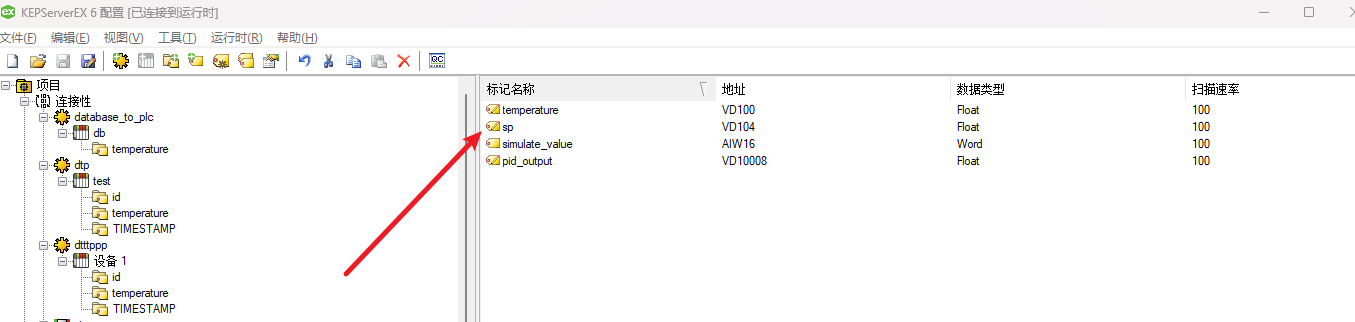 KEPServerEX 6 配置 [已连接到运行时]
文件(F) 编辑(E) 视图(V) 工具(T) 运行时(R) 帮助(H)
项目
连接性
database_to_plc
db
temperature
dtp
test
id
temperature
TIMESTAMP
dtttppp
设备 1
id
temperature
TIMESTAMP
标记名称 地址 数据类型 扫描速率
temperature VD100 Float 100
sp VD104 Float 100
simulate_value AIW16 Word 100
pid_output VD10008 Float 100